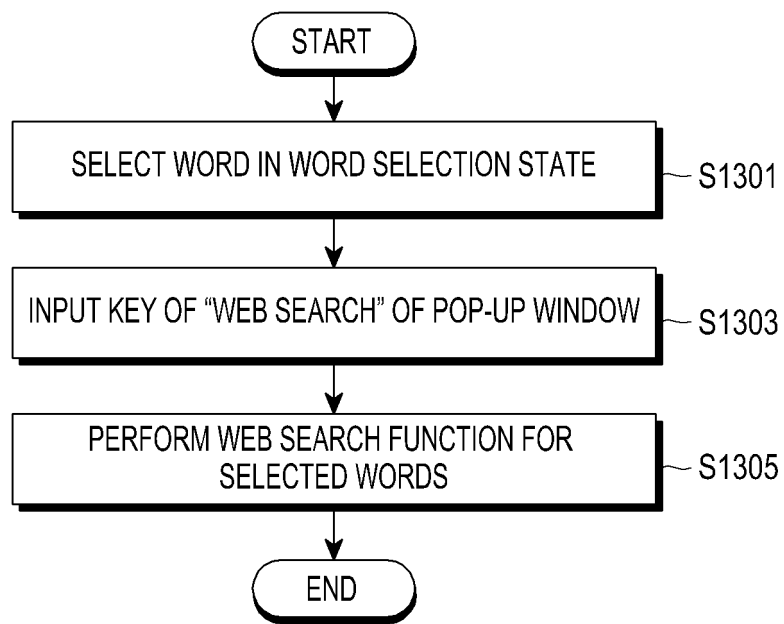 START
SELECT WORD IN WORD SELECTION STATE
S1301
INPUT KEY OF “WEB SEARCH” OF POP-UP WINDOW
S1303
PERFORM WEB SEARCH FUNCTION FOR
SELECTED WORDS
S1305
END